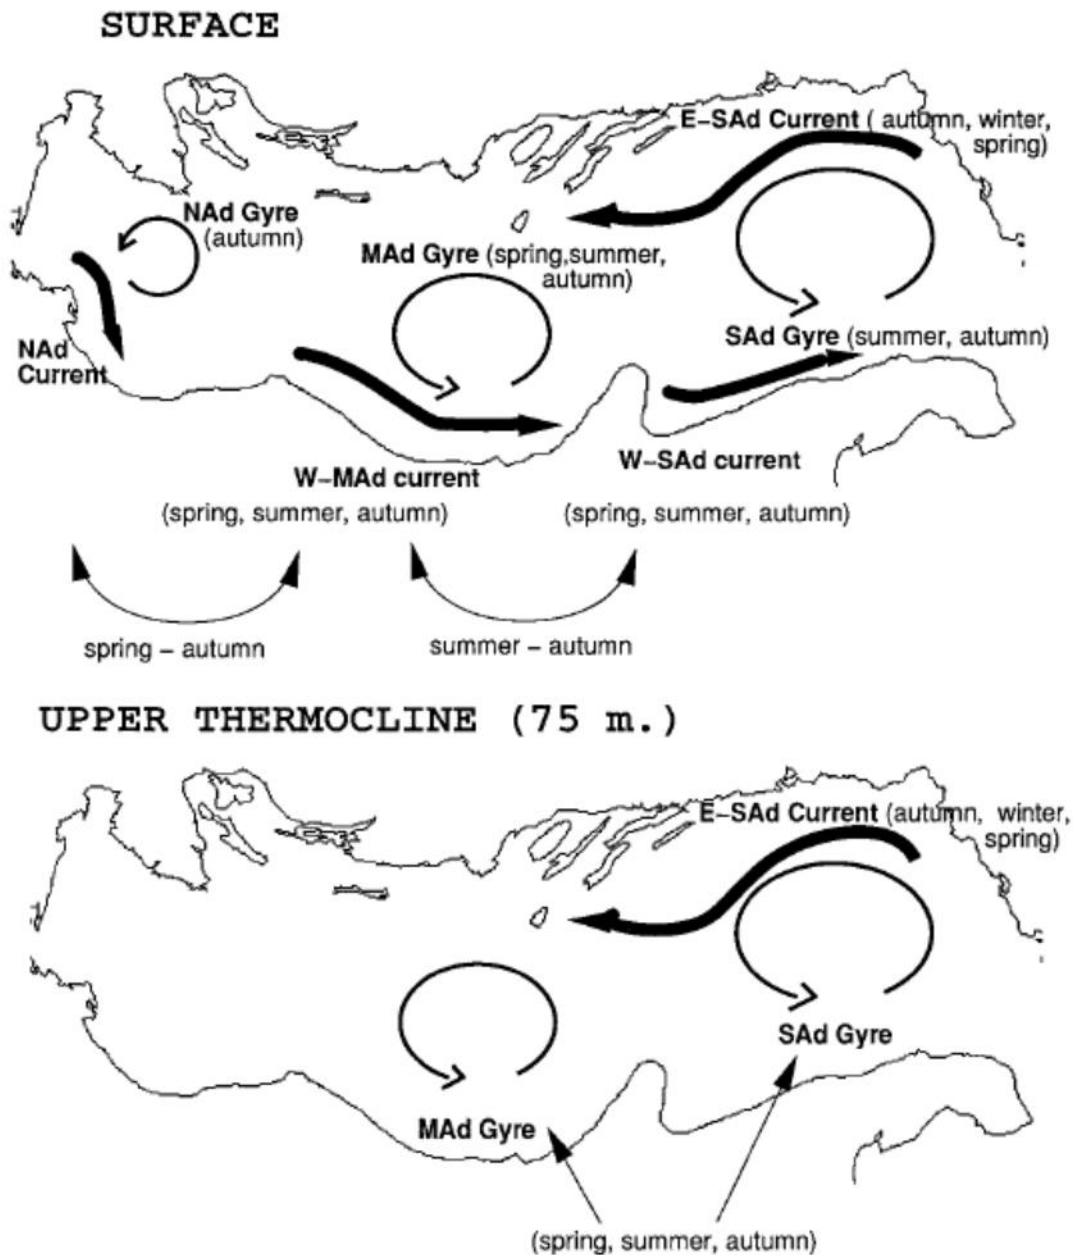 SURFACE
E–SAd Current ( autumn, winter,
spring)
NAd Gyre
(autumn)
MAd Gyre (spring,summer,
autumn)
SAd Gyre (summer, autumn)
NAd
Current
W–MAd current
(spring, summer, autumn)
W–SAd current
(spring, summer, autumn)
spring – autumn
summer – autumn
UPPER THERMOCLINE (75 m.)
E–SAd Current (autumn, winter,
spring)
SAd Gyre
MAd Gyre
(spring, summer, autumn)